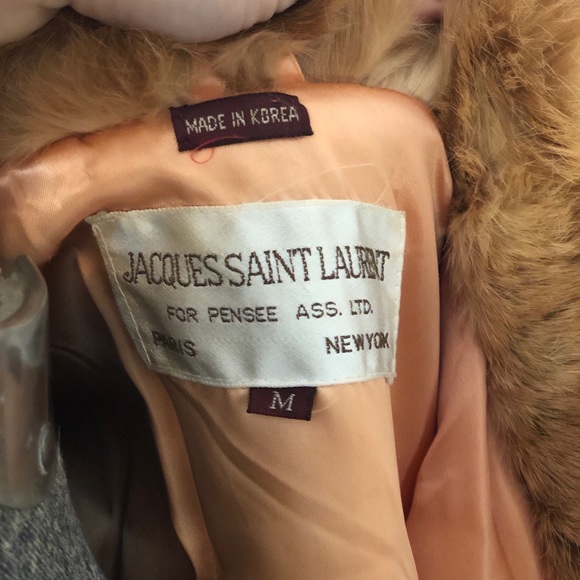 MADE IN KOREA
JACQUES SAINT LAURENT
FOR PENSEE ASS. LTD.
PARIS NEW YORK
M